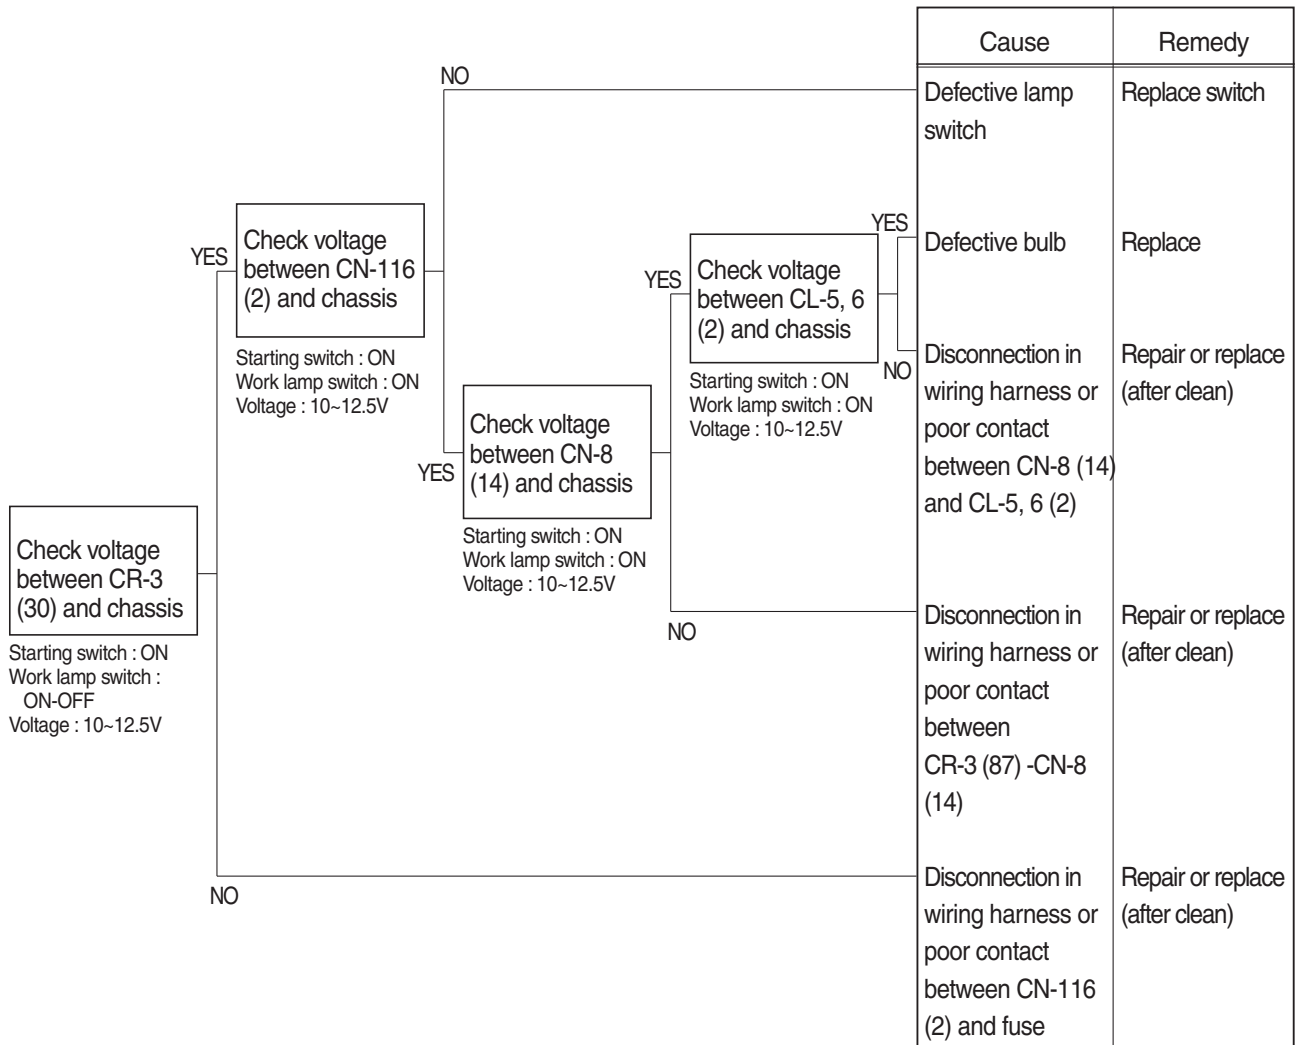 Cause
Remedy
NO
Defective lamp
switch
Replace switch
YES
Check voltage
between CN-116
(2) and chassis
Starting switch : ON
Work lamp switch : ON
Voltage : 10~12.5V
YES
Check voltage
between CL-5, 6
(2) and chassis
Starting switch : ON
Work lamp switch : ON
Voltage : 10~12.5V
YES
Defective bulb
Replace
NO
Disconnection in
wiring harness or
poor contact
between CN-8 (14)
and CL-5, 6 (2)
Repair or replace
(after clean)
YES
Check voltage
between CN-8
(14) and chassis
Starting switch : ON
Work lamp switch : ON
Voltage : 10~12.5V
Check voltage
between CR-3
(30) and chassis
Starting switch : ON
Work lamp switch :
ON-OFF
Voltage : 10~12.5V
NO
Disconnection in
wiring harness or
poor contact
between
CR-3 (87) -CN-8
(14)
Repair or replace
(after clean)
NO
Disconnection in
wiring harness or
poor contact
between CN-116
(2) and fuse
Repair or replace
(after clean)